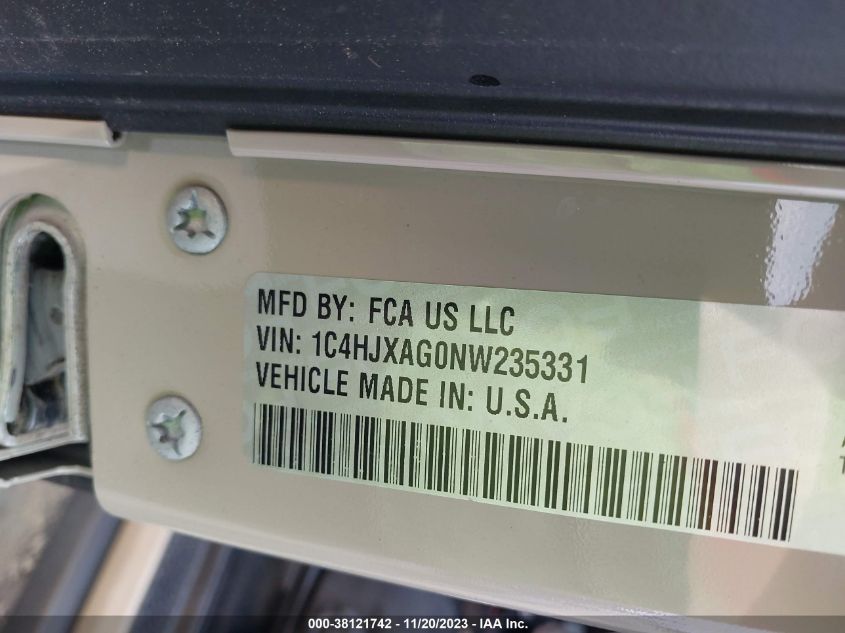 MFD BY: FCA US LLC
VIN: 1C4HJXAG0NW235331
VEHICLE MADE IN: U.S.A.
000-38121742 - 11/20/2023 - IAA Inc.